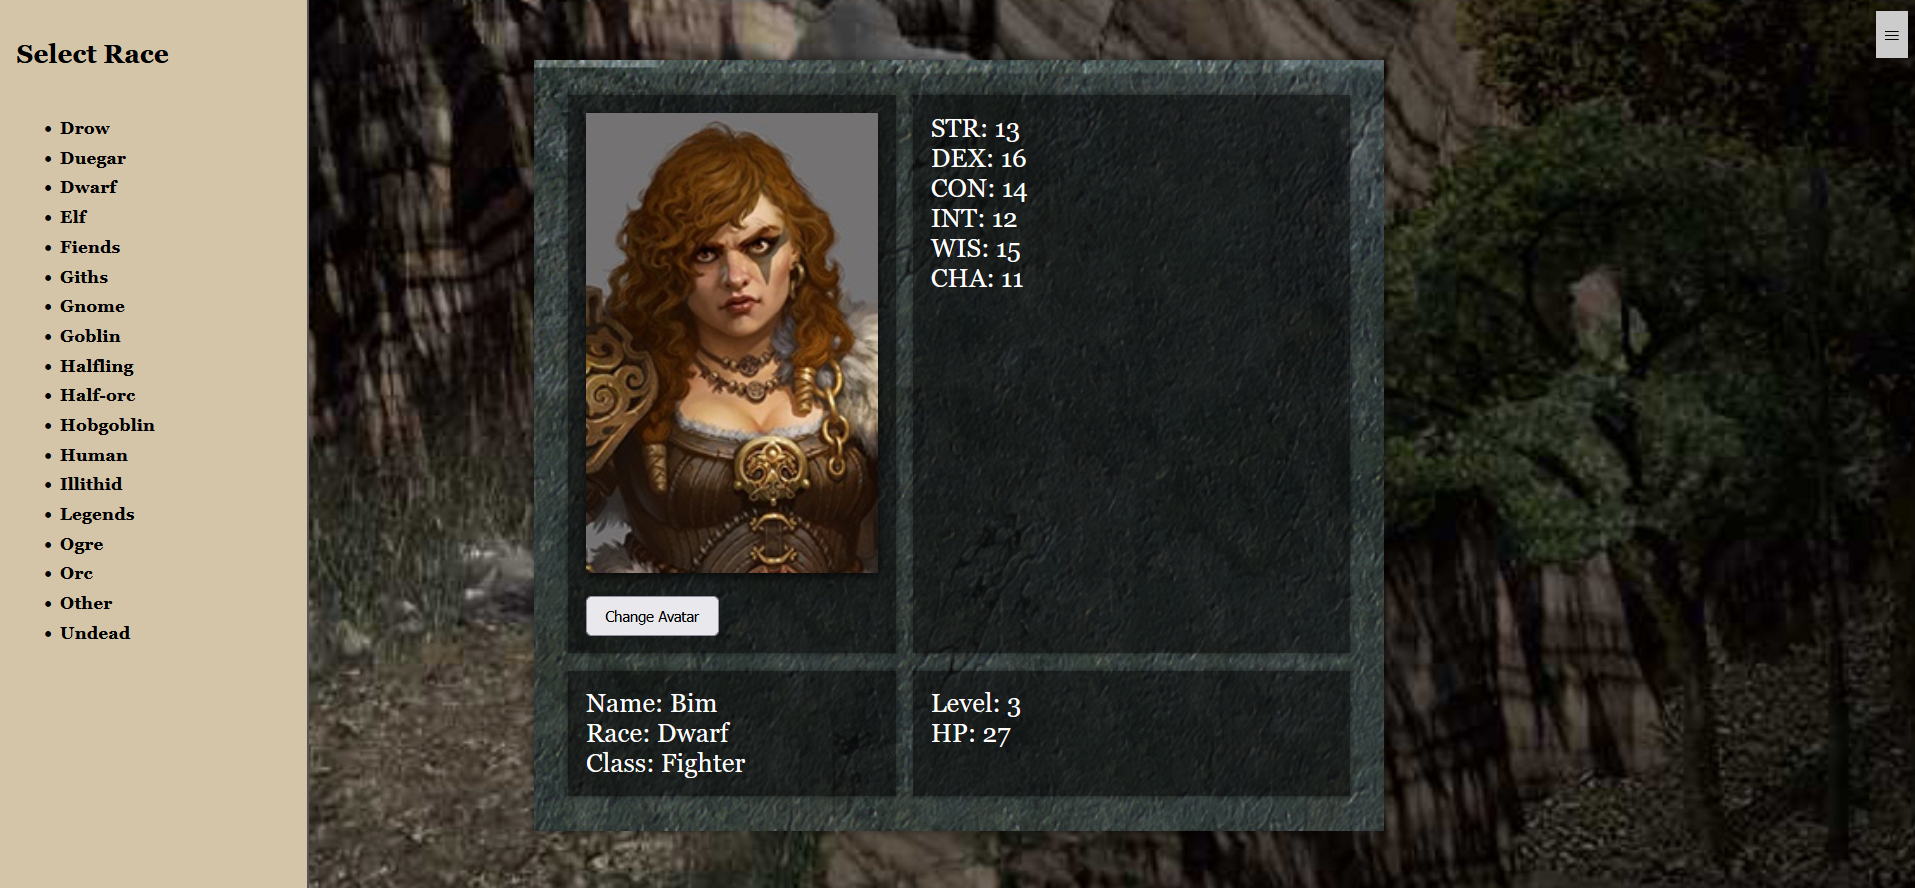 Select Race
Drow
Duegar
Dwarf
Elf
Fiends
Giths
Gnome
Goblin
Halfling
Half-orc
Hobgoblin
Human
Illithid
Legends
Ogre
Orc
Other
Undead
Change Avatar
STR: 13
DEX: 16
CON: 14
INT: 12
WIS: 15
CHA: 11
Name: Bim
Race: Dwarf
Class: Fighter
Level: 3
HP: 27